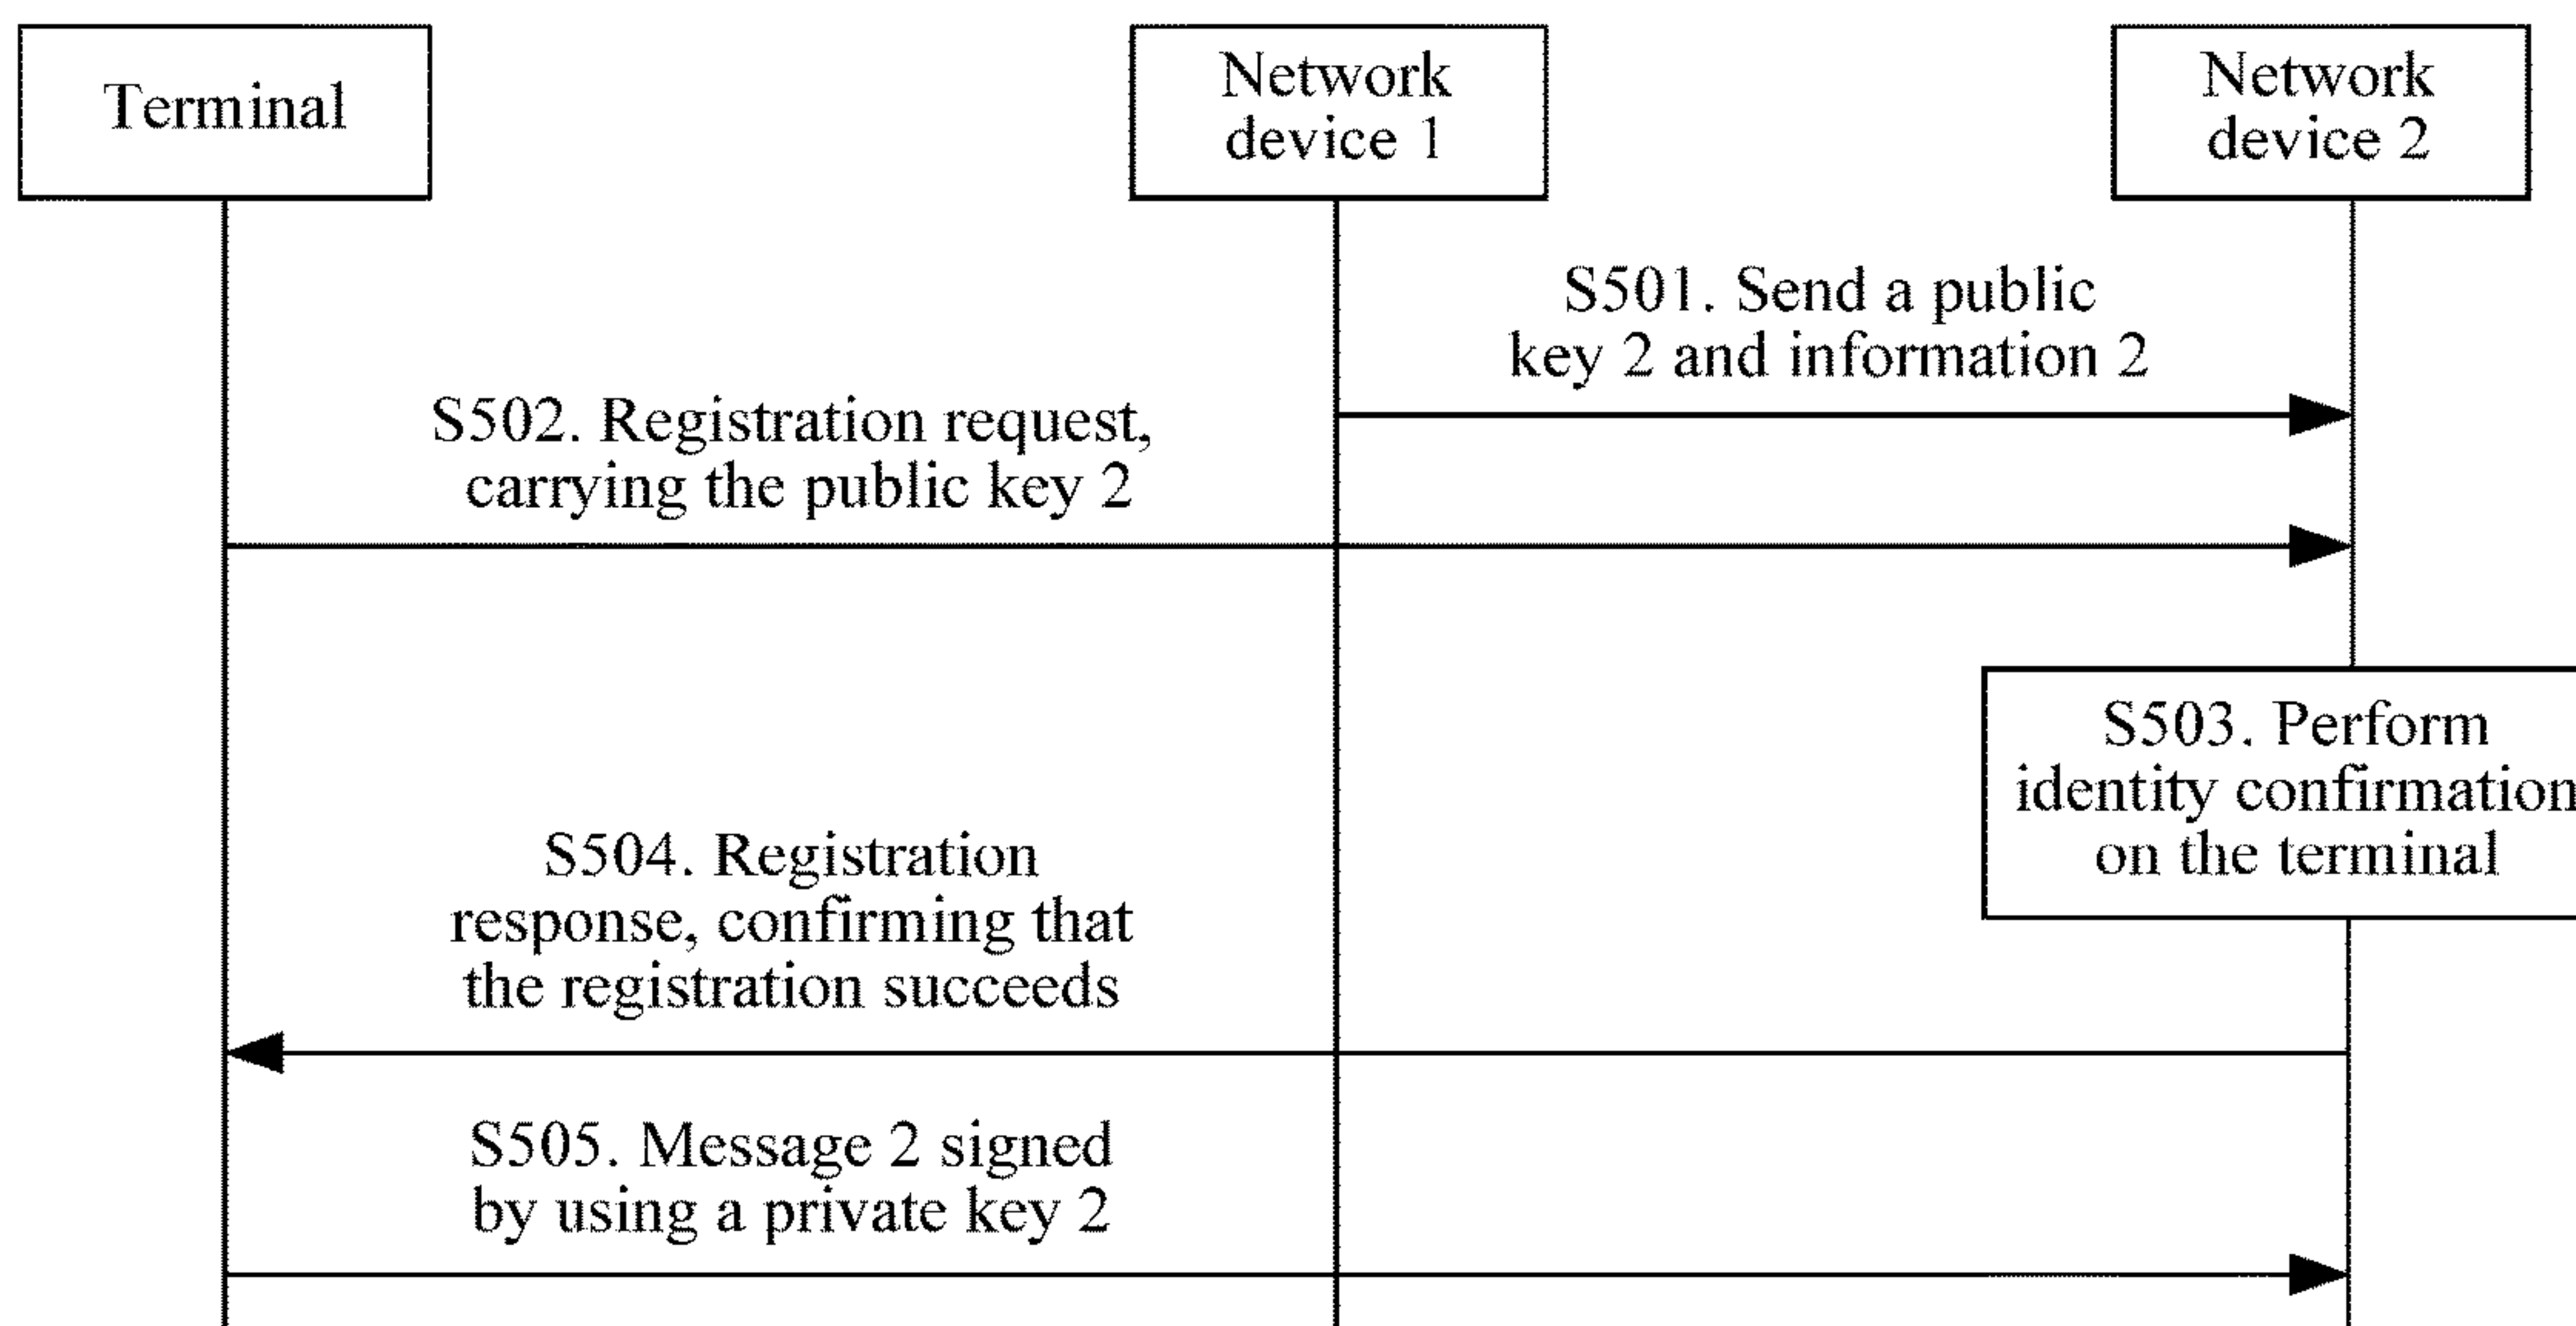 Terminal
Network
device 1
Network
device 2
S501. Send a public
key 2 and information 2
S502. Registration request,
carrying the public key 2
S503. Perform
identity confirmation
on the terminal
S504. Registration
response, confirming that
the registration succeeds
S505. Message 2 signed
by using a private key 2